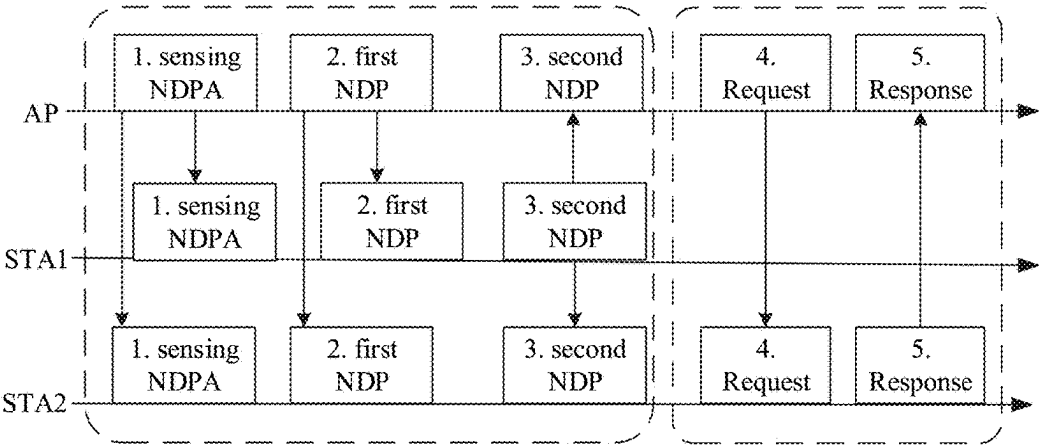 1. sensing
NDPA
2. first
NDP
3. second
NDP
4.
Request
5.
Response
AP
1. sensing
NDPA
2. first
NDP
3. second
NDP
STA1
1. sensing
NDPA
2. first
NDP
3. second
NDP
4.
Request
5.
Response
STA2